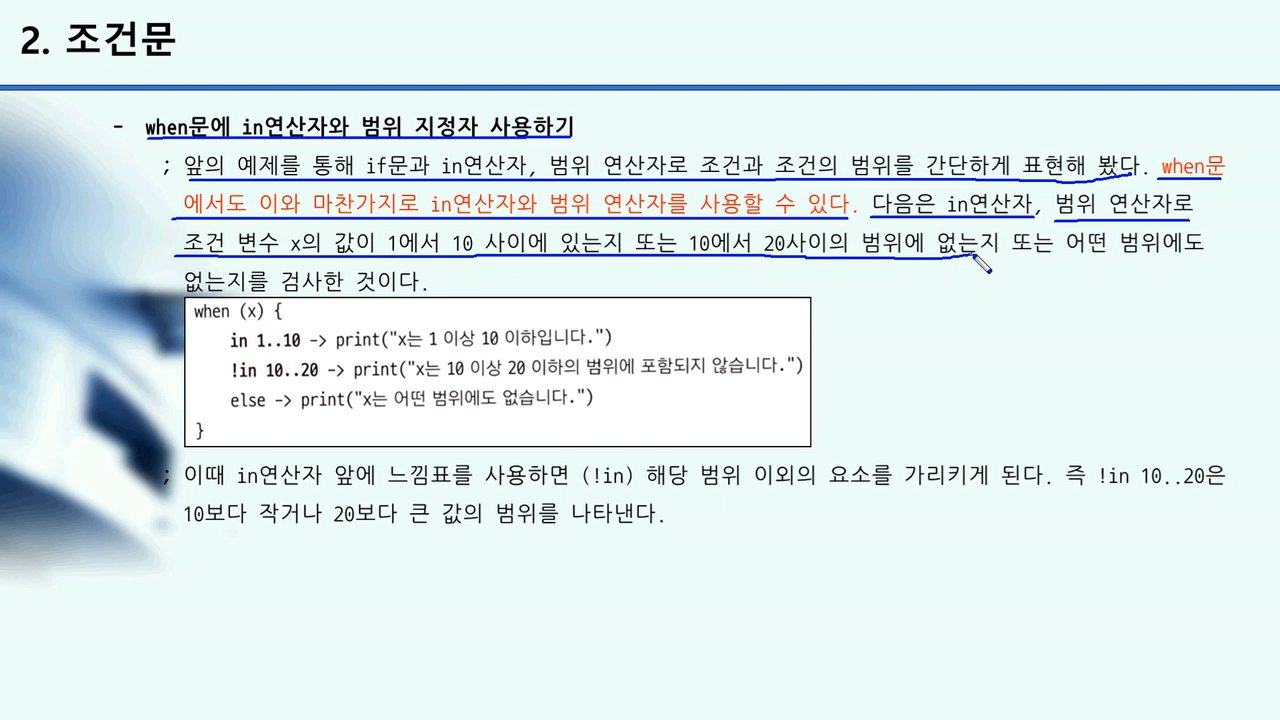 2. 조건문
- when문에 in연산자와 범위 지정자 사용하기
; 앞의 예제를 통해 if문과 in연산자, 범위 연산자로 조건과 조건의 범위를 간단하게 표현해 봤다. when문
에서도 이와 마찬가지로 in연산자와 범위 연산자를 사용할 수 있다. 다음은 in연산자, 범위 연산자로
조건 변수 x의 값이 1에서 10 사이에 있는지 또는 10에서 20사이의 범위에 없는지 또는 어떤 범위에도
없는지를 검사한 것이다.
when (x) {
in 1..10 -> print("x는 1 이상 10 이하입니다.")
!in 10..20 -> print("x는 10 이상 20 이하의 범위에 포함되지 않습니다.")
else -> print("x는 어떤 범위에도 없습니다.")
}
; 이때 in연산자 앞에 느낌표를 사용하면 (!in) 해당 범위 이외의 요소를 가리키게 된다. 즉 !in 10..20은
10보다 작거나 20보다 큰 값의 범위를 나타낸다.